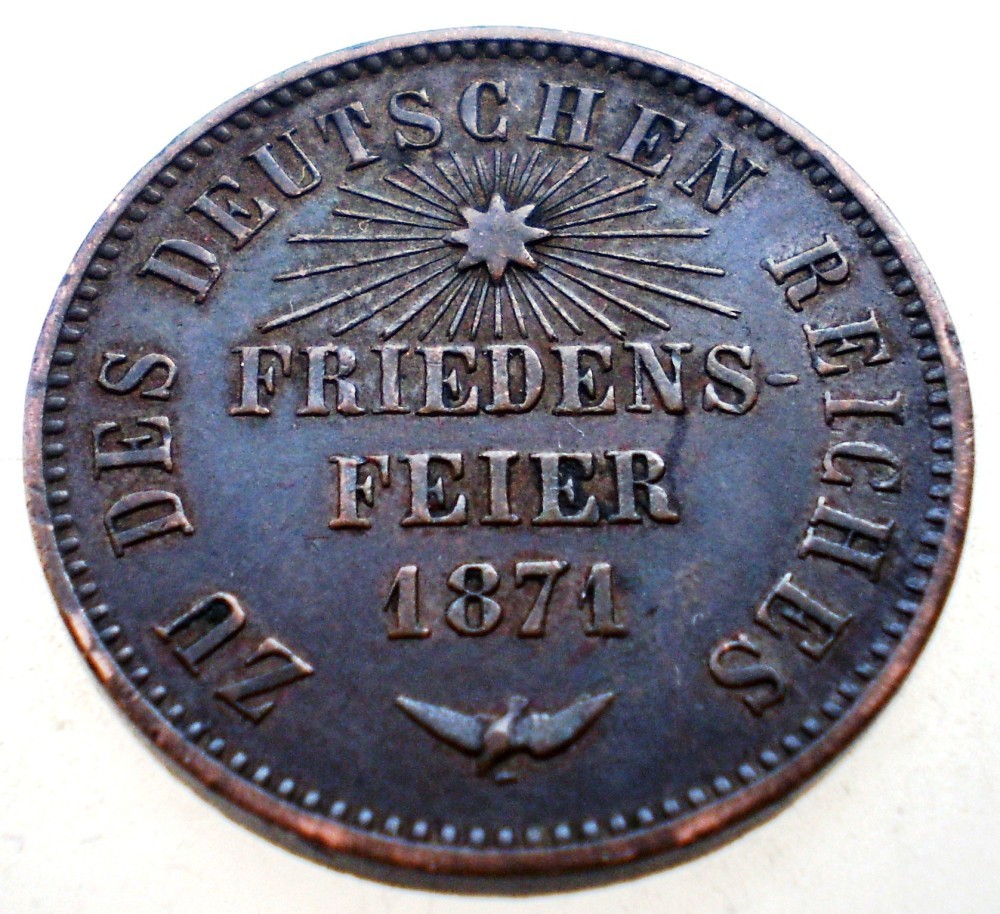 ZU DES DEUTSCHEN REICHES
FRIEDENS-
FEIER
1871